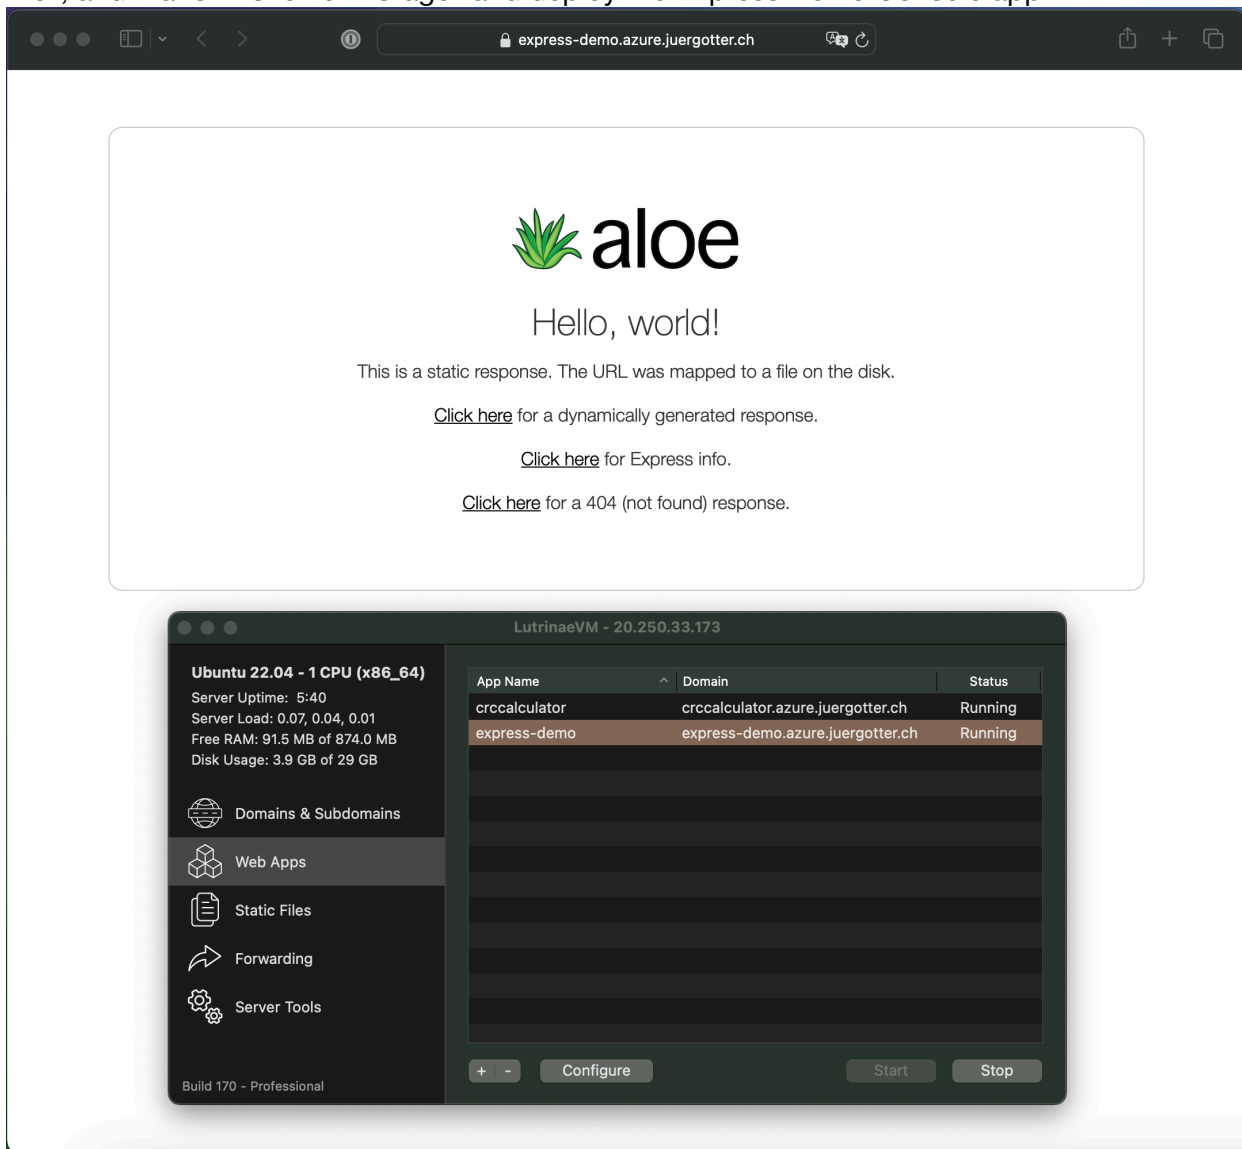 express-demo.azure.juergotter.ch
aloe
Hello, world!
This is a static response. The URL was mapped to a file on the disk.
Click here for a dynamically generated response.
Click here for Express info.
Click here for a 404 (not found) response.
LutrinaeVM - 20.250.33.173
Ubuntu 22.04 - 1 CPU (x86_64)
Server Uptime: 5:40
Server Load: 0.07, 0.04, 0.01
Free RAM: 91.5 MB of 874.0 MB
Disk Usage: 3.9 GB of 29 GB
Domains & Subdomains
Web Apps
Static Files
Forwarding
Server Tools
Build 170 - Professional
App Name Domain Status
crccalculator crccalculator.azure.juergotter.ch Running
express-demo express-demo.azure.juergotter.ch Running
+ - Configure Start Stop